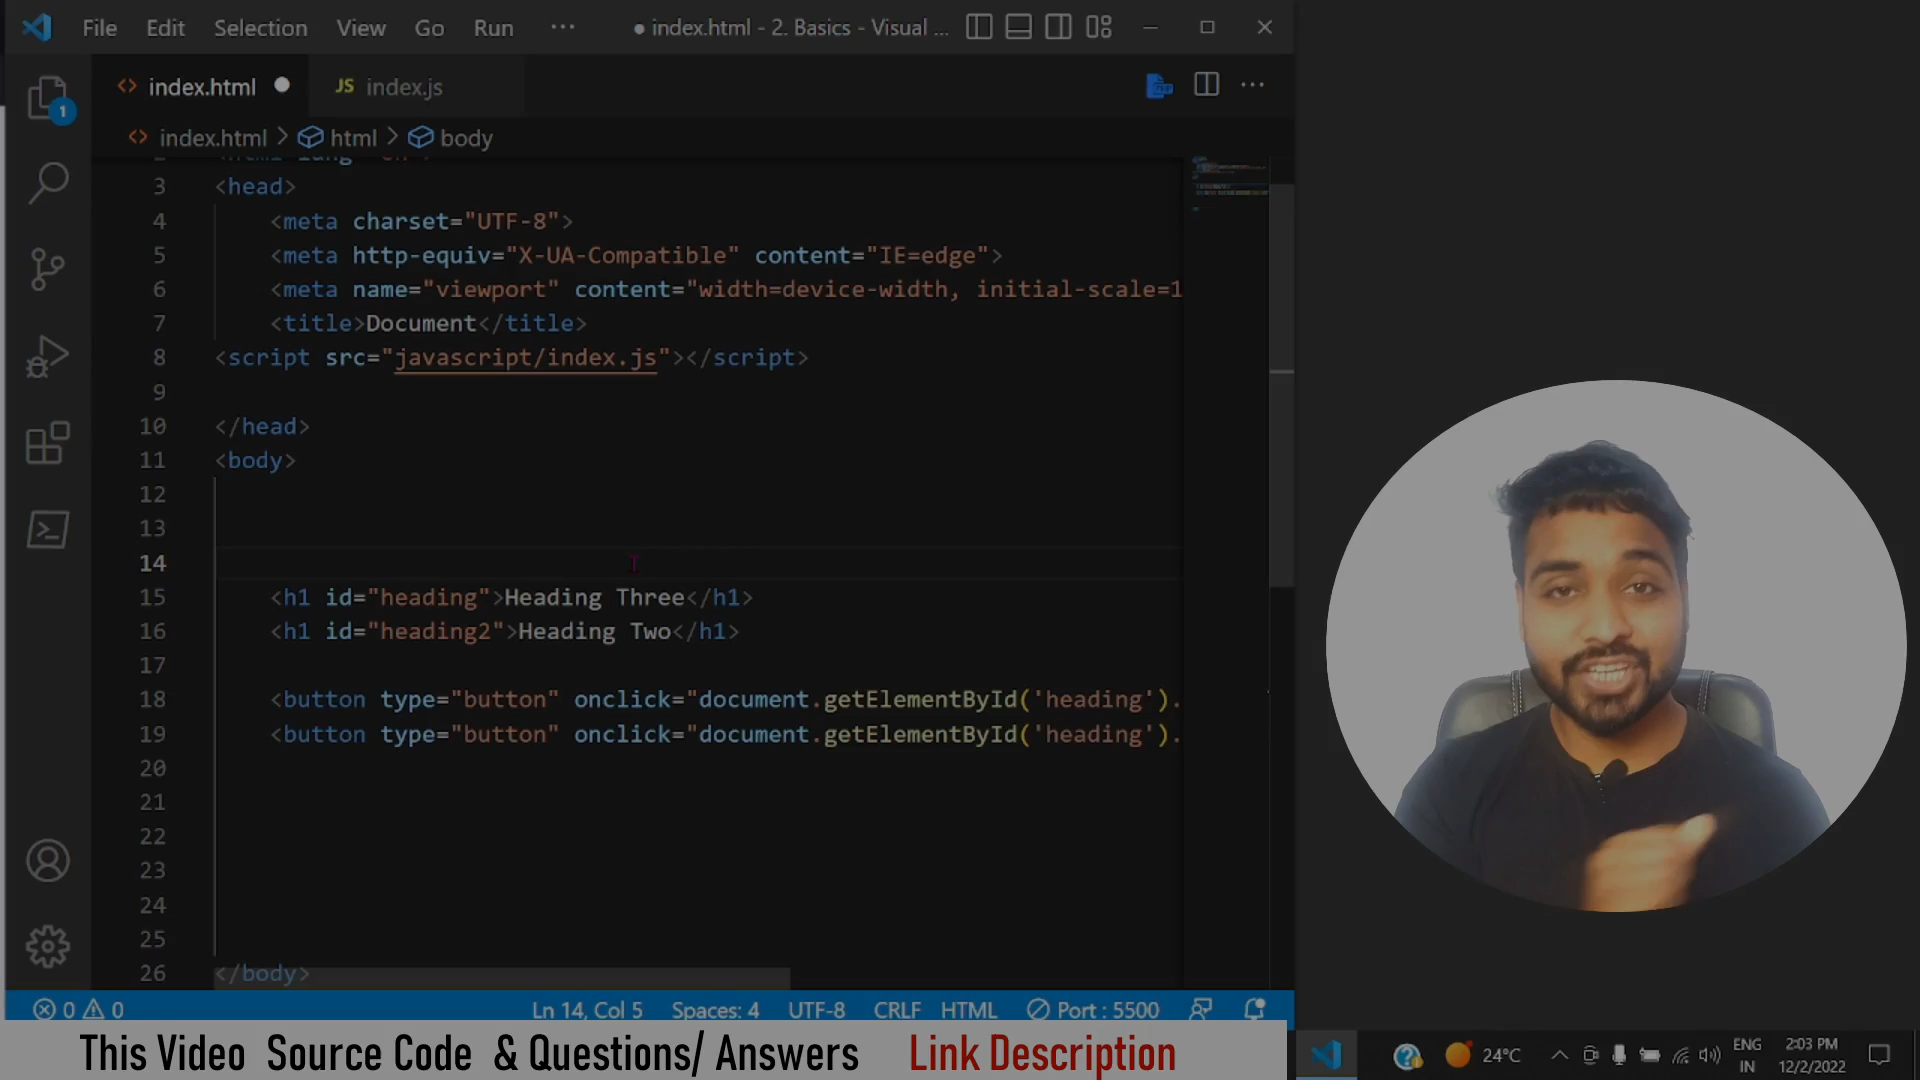 File Edit Selection View Go Run ··· ● index.html - 2. Basics - Visual ...
index.html ● JS index.js
index.html > html > body
3 <head>
4 <meta charset="UTF-8">
5 <meta http-equiv="X-UA-Compatible" content="IE=edge">
6 <meta name="viewport" content="width=device-width, initial-scale=1
7 <title>Document</title>
8 <script src="javascript/index.js"></script>
9
10 </head>
11 <body>
12
13
14
15 <h1 id="heading">Heading Three</h1>
16 <h1 id="heading2">Heading Two</h1>
17
18 <button type="button" onclick="document.getElementById('heading').
19 <button type="button" onclick="document.getElementById('heading').
20
21
22
23
24
25
26 </body>
1
0 0 Ln 14, Col 5 Spaces: 4 UTF-8 CRLF HTML Port : 5500
This Video Source Code & Questions/ Answers Link Description
24°C ENG IN 2:03 PM 12/2/2022